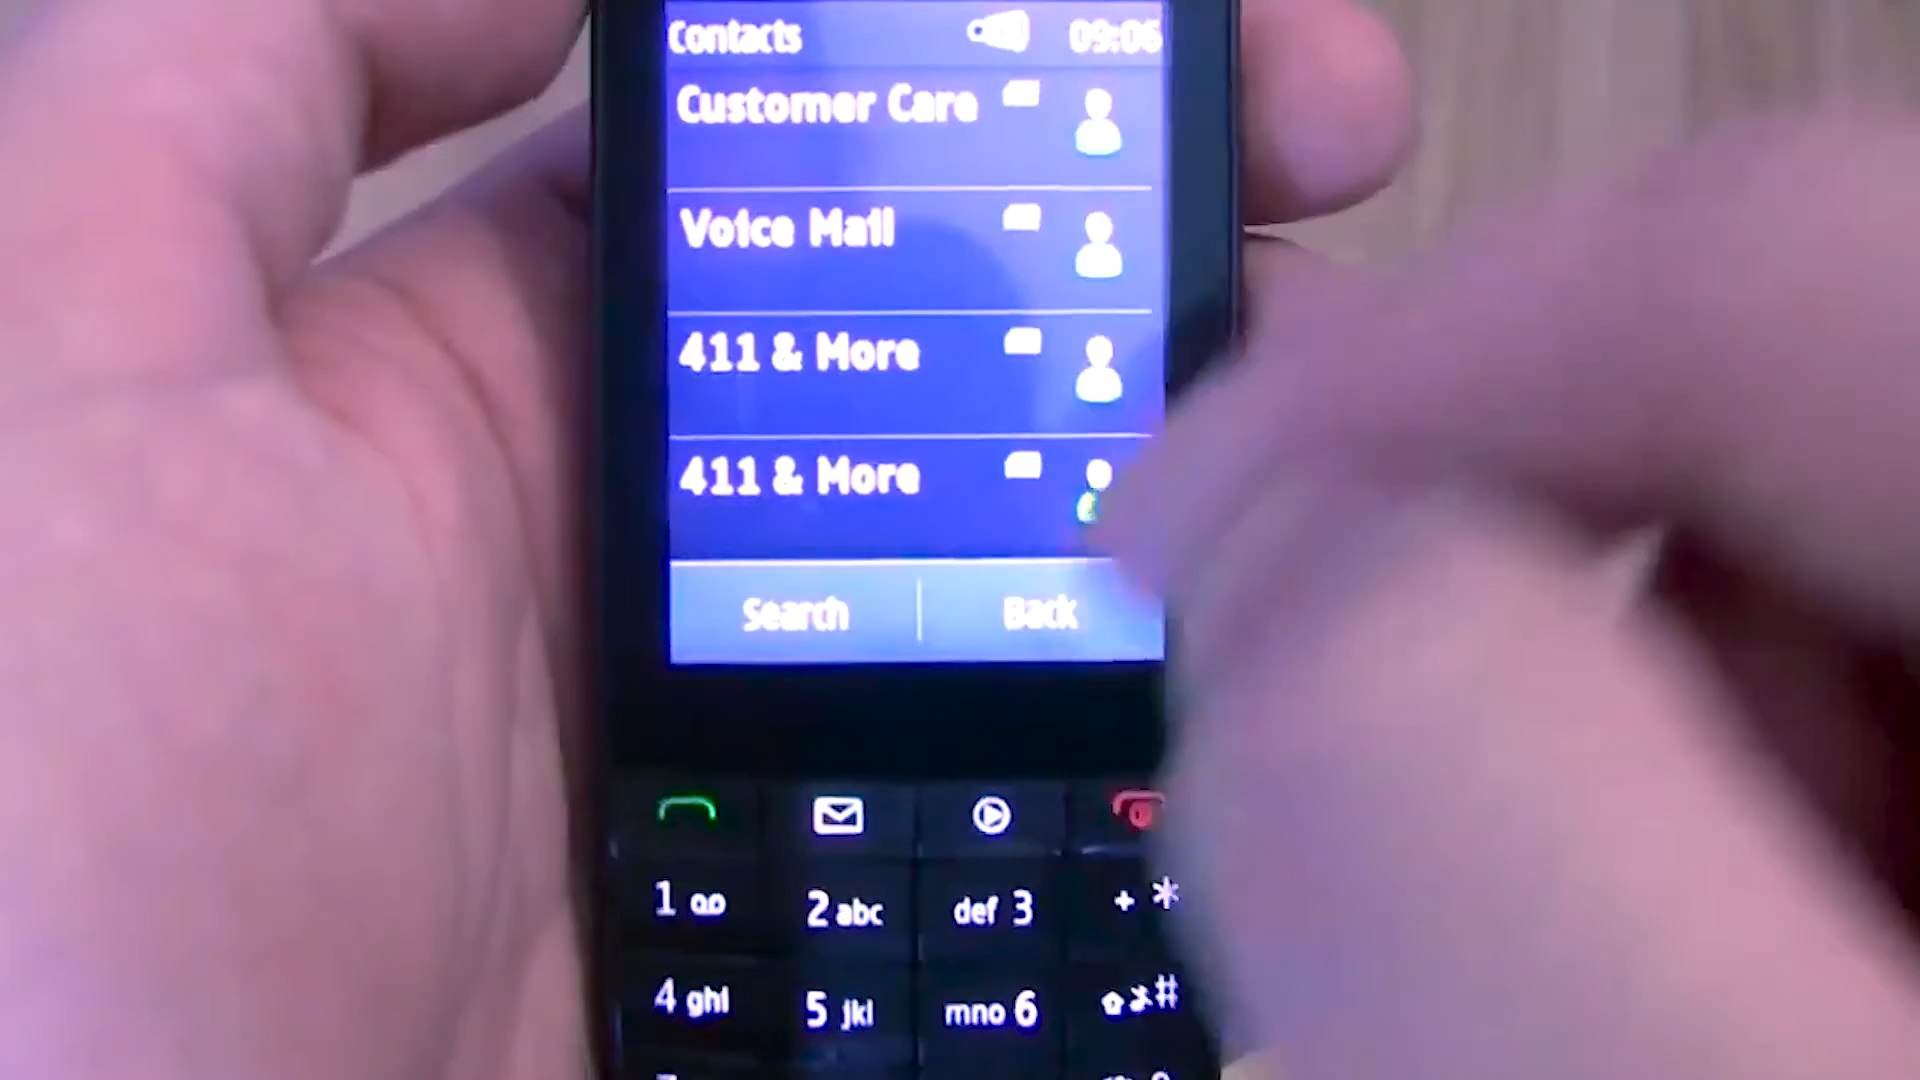 Contacts 09:06
Customer Care
Voice Mail
411 & More
411 & More
Search Back
1 2 abc def 3 + *
4 ghi 5 jkl mno 6 #